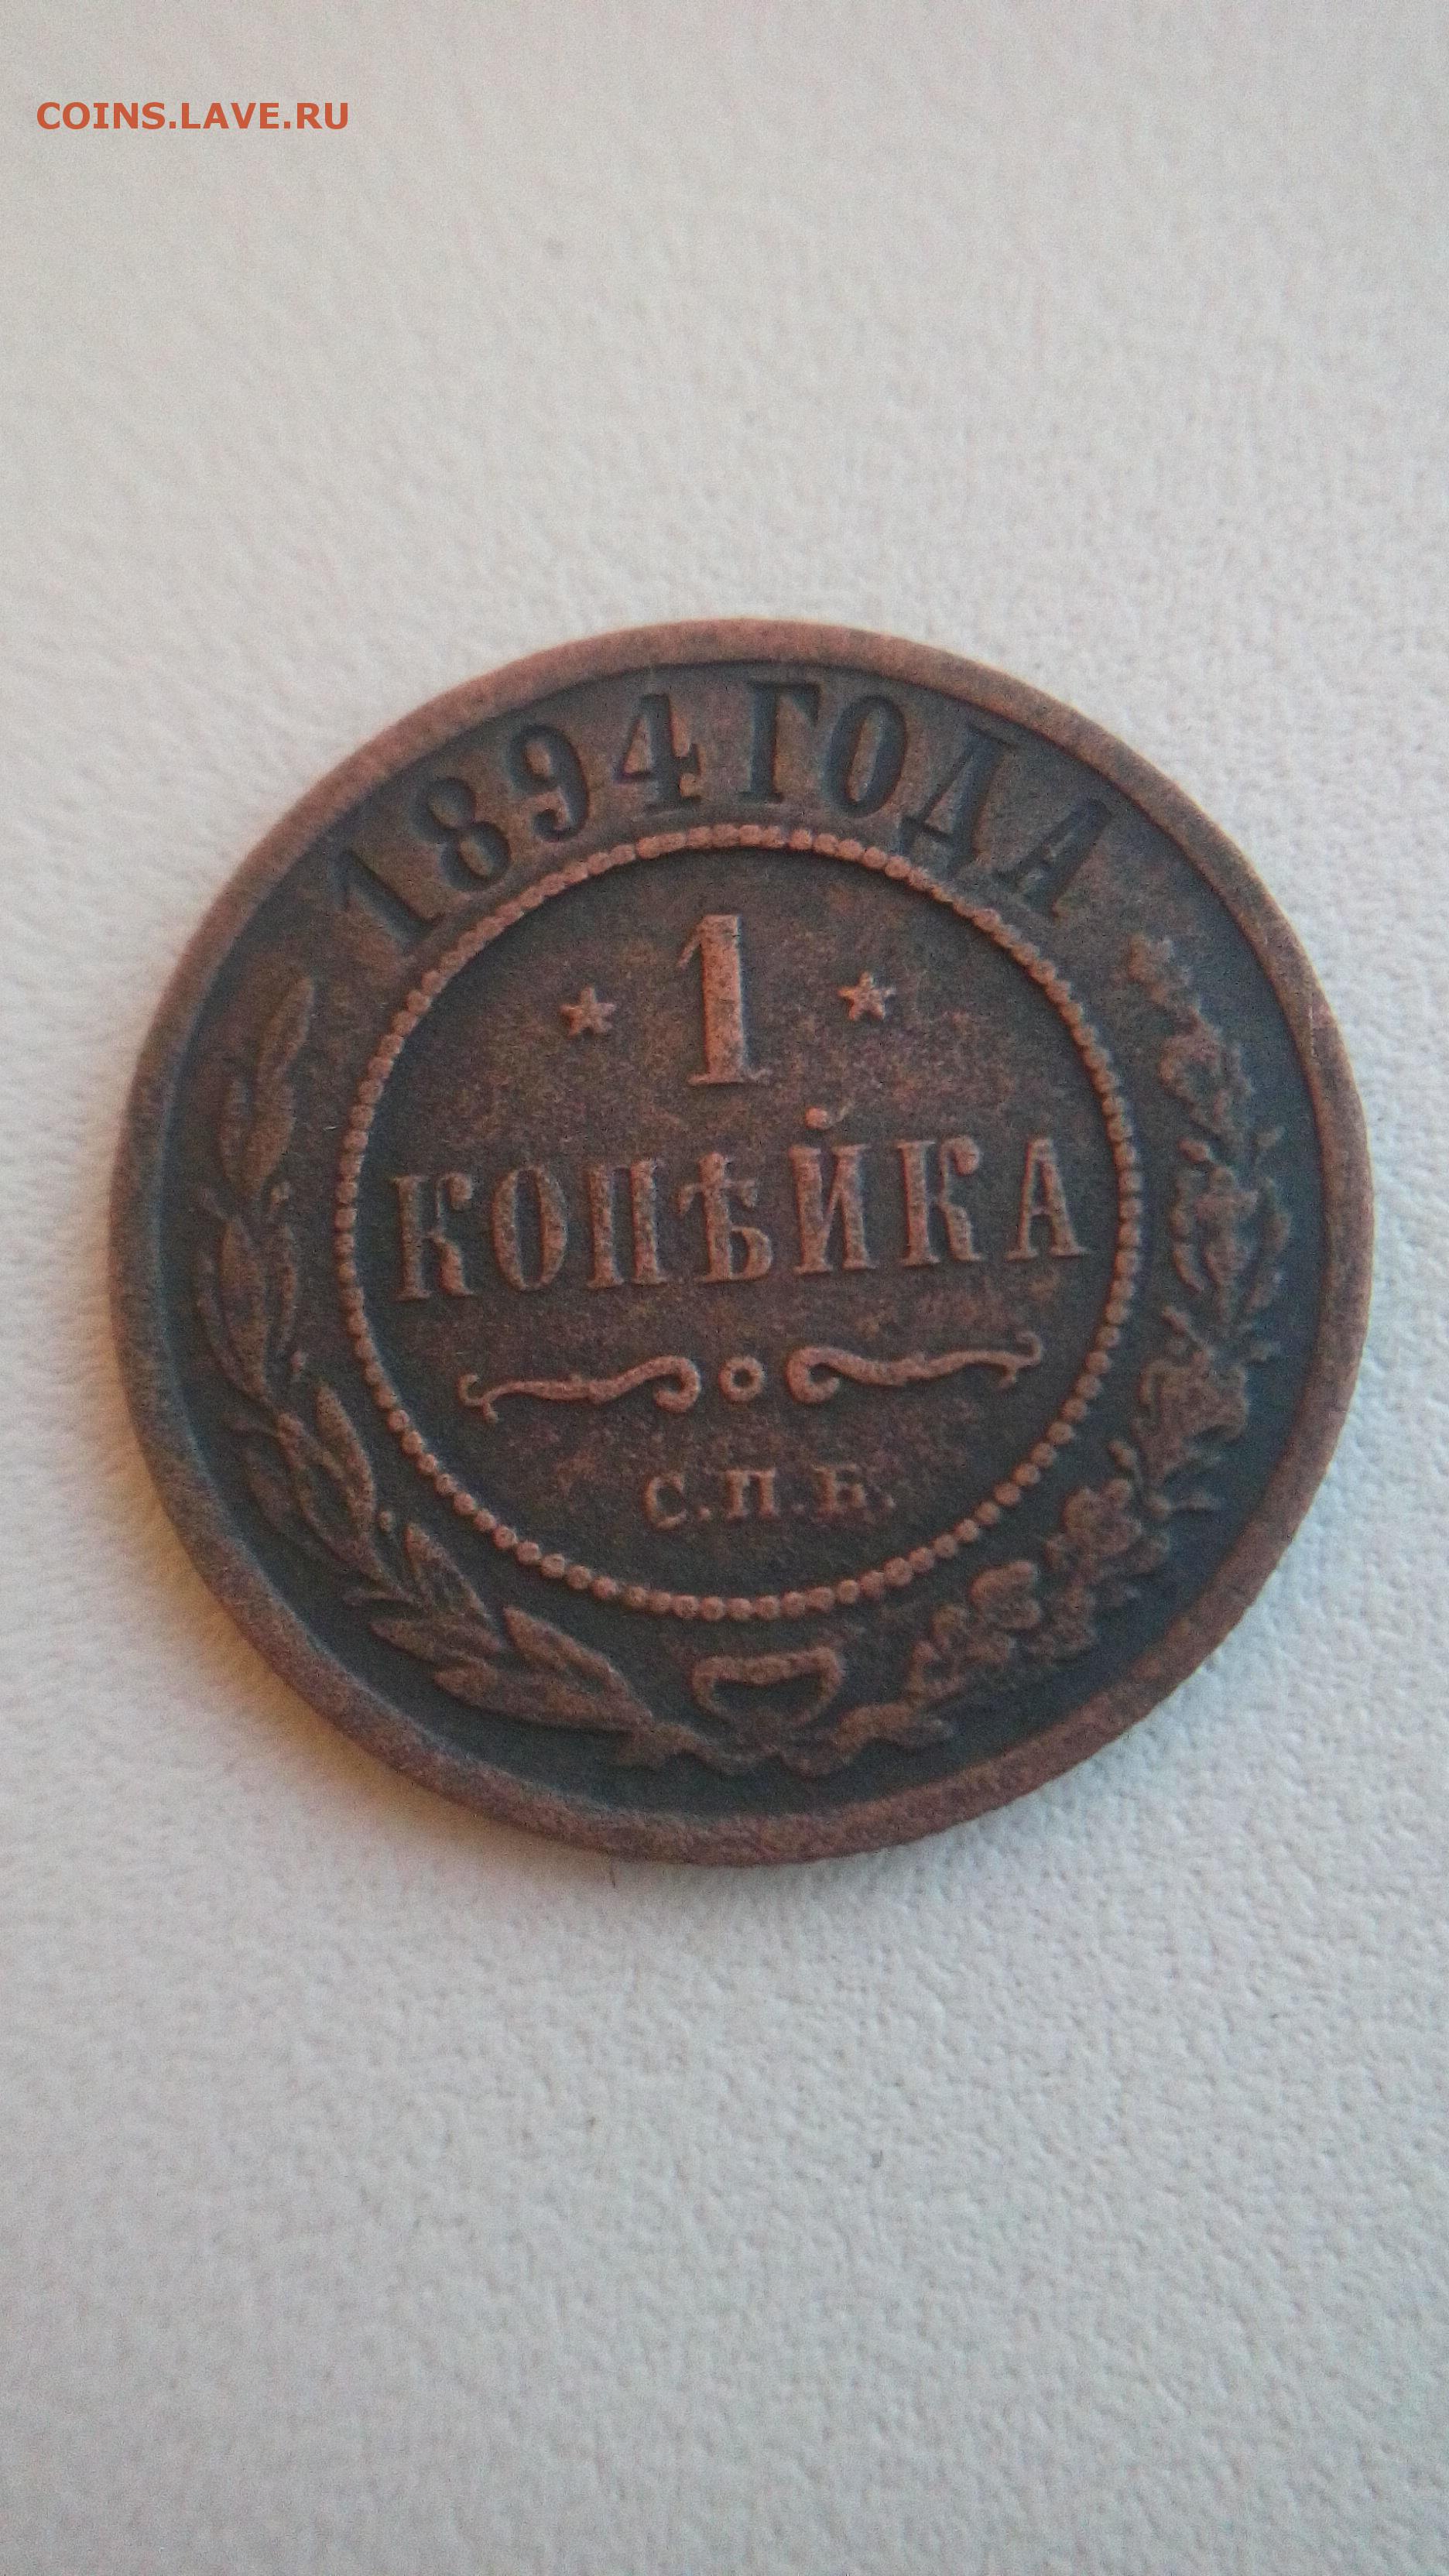 COINS.LAVE.RU
1894 ГОДА
1
КОПѢЙКА
С.П.Б.